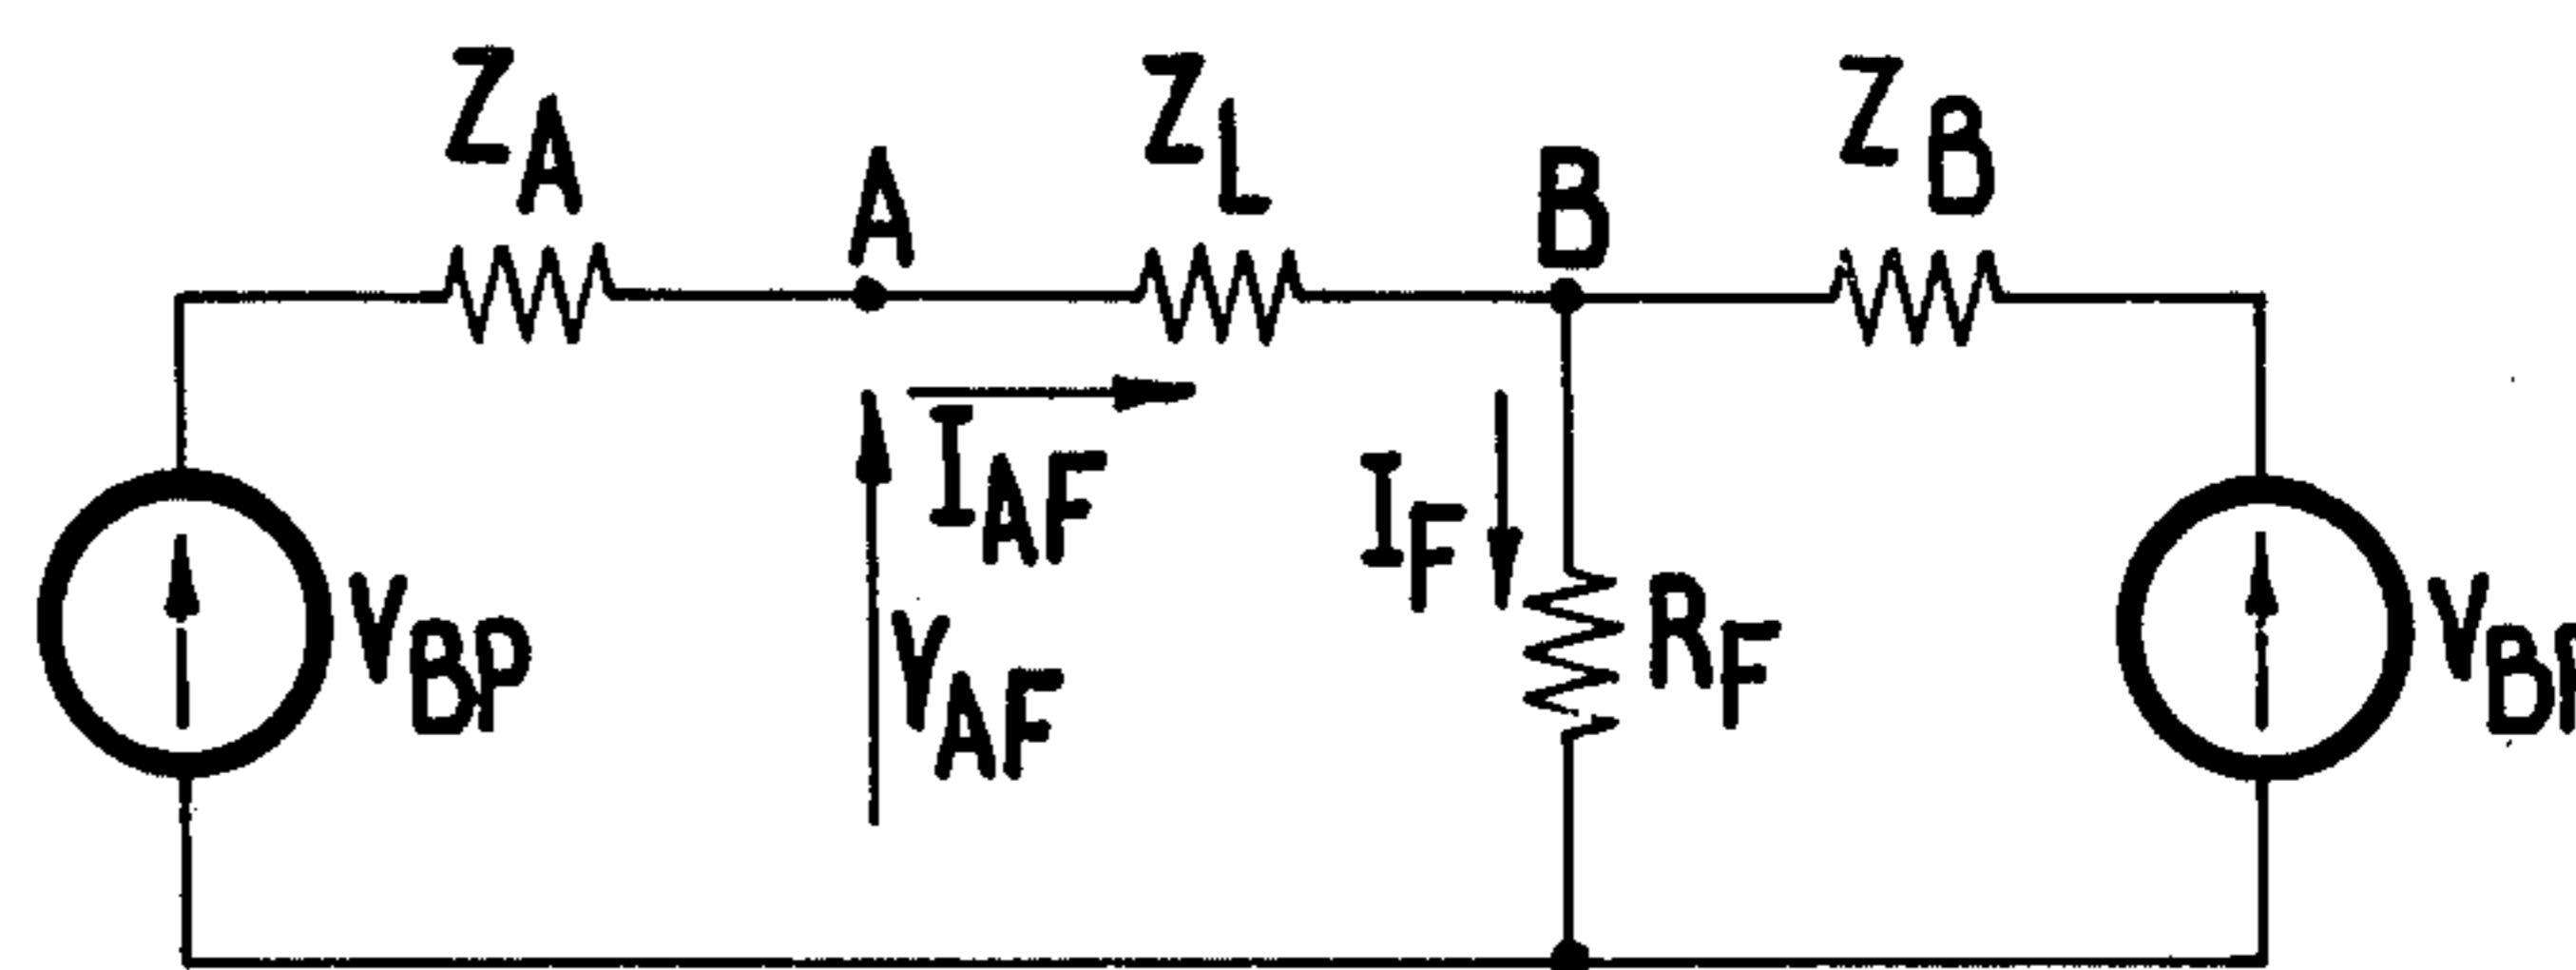 Z_A
A
Z_L
B
Z_B
I_AF
I_F
V_BP
V_AF
R_F